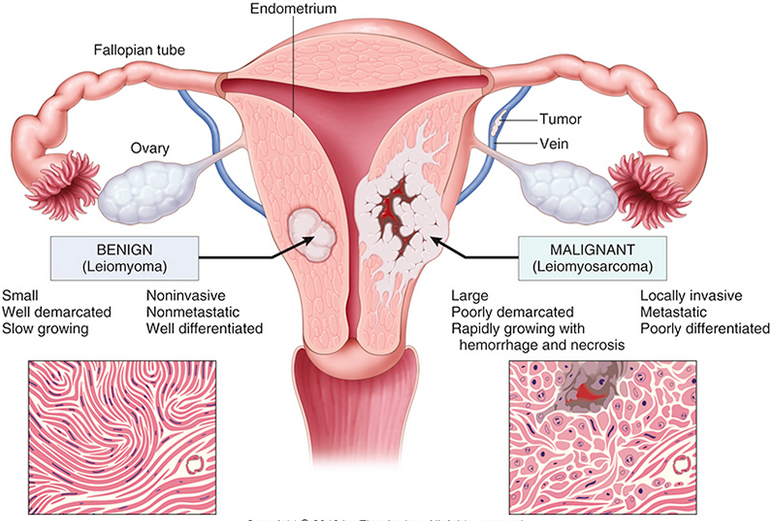 Endometrium
Fallopian tube
Tumor
Vein
Ovary
BENIGN
(Leiomyoma)
MALIGNANT
(Leiomyosarcoma)
Small
Well demarcated
Slow growing
Noninvasive
Nonmetastatic
Well differentiated
Large
Poorly demarcated
Rapidly growing with
hemorrhage and necrosis
Locally invasive
Metastatic
Poorly differentiated